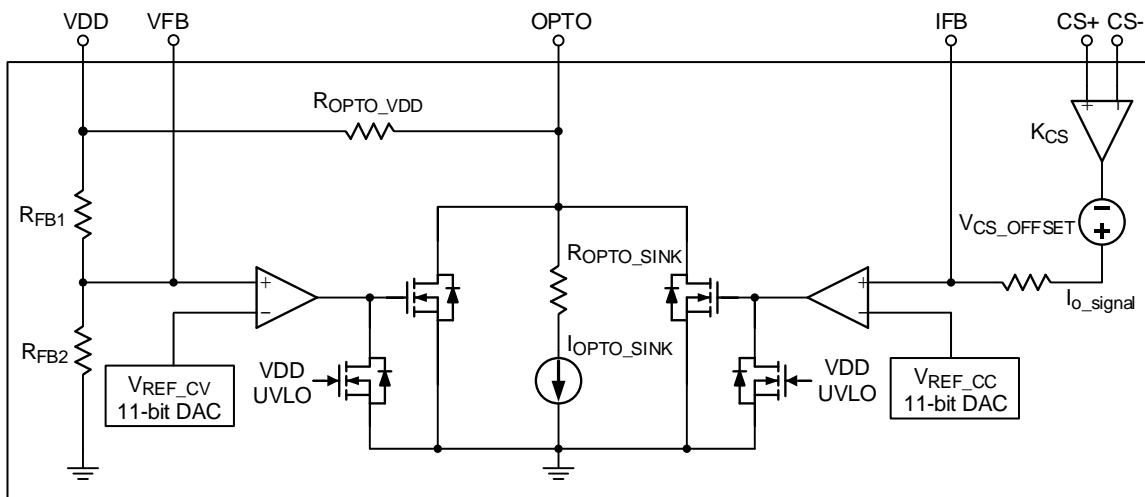 VDD
VFB
OPTO
IFB
CS+
CS-
ROPTO_VDD
KCS
+
-
RFB1
ROPTO_SINK
VCS_OFFSET
-
+
+
-
+
-
Io_signal
RFB2
VREF_CV
11-bit DAC
VDD
UVLO
IOPTO_SINK
VDD
UVLO
VREF_CC
11-bit DAC